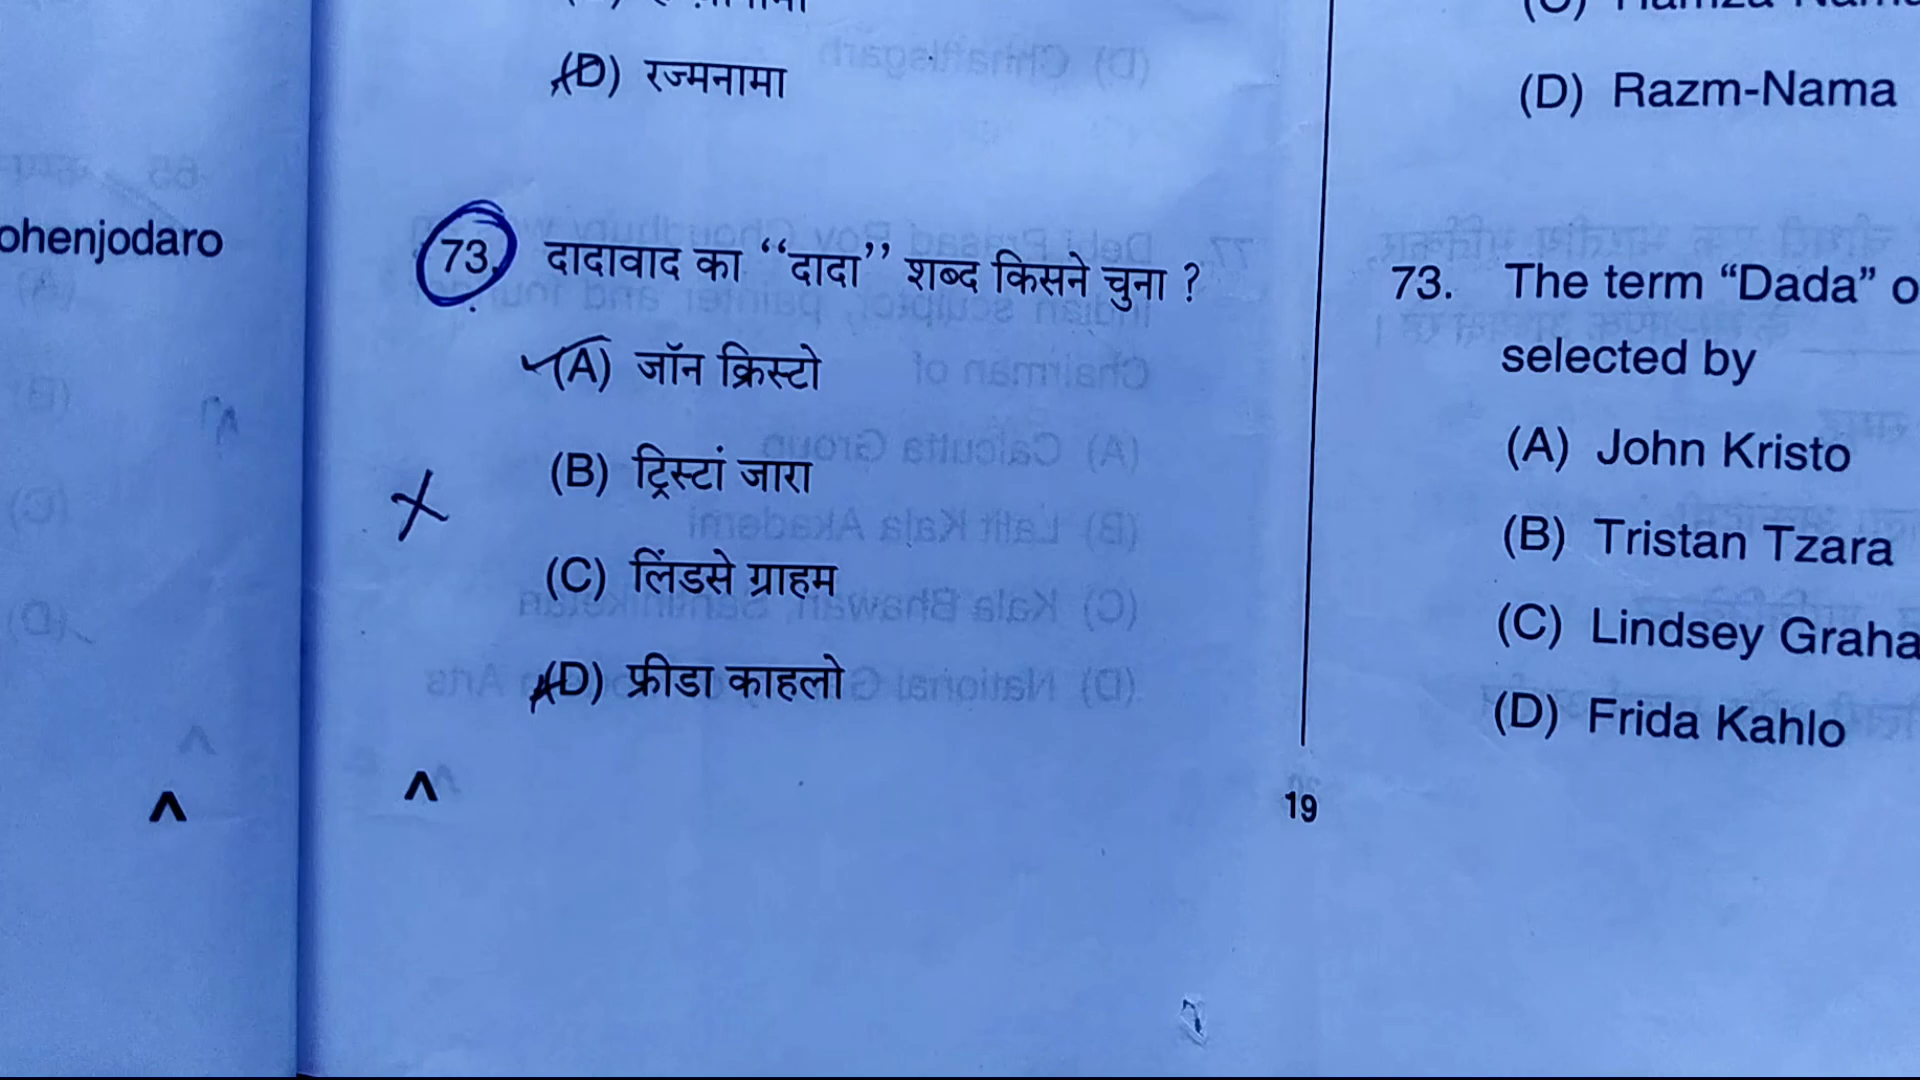 (D) रज्मनामा
ohenjodaro
73. दादावाद का “दादा” शब्द किसने चुना ?
(A) जॉन क्रिस्टो
(B) ट्रिस्टां जारा
(C) लिंडसे ग्राहम
(D) फ्रीडा काहलो
19
(D) Razm-Nama
73. The term “Dada” o
selected by
(A) John Kristo
(B) Tristan Tzara
(C) Lindsey Graha
(D) Frida Kahlo